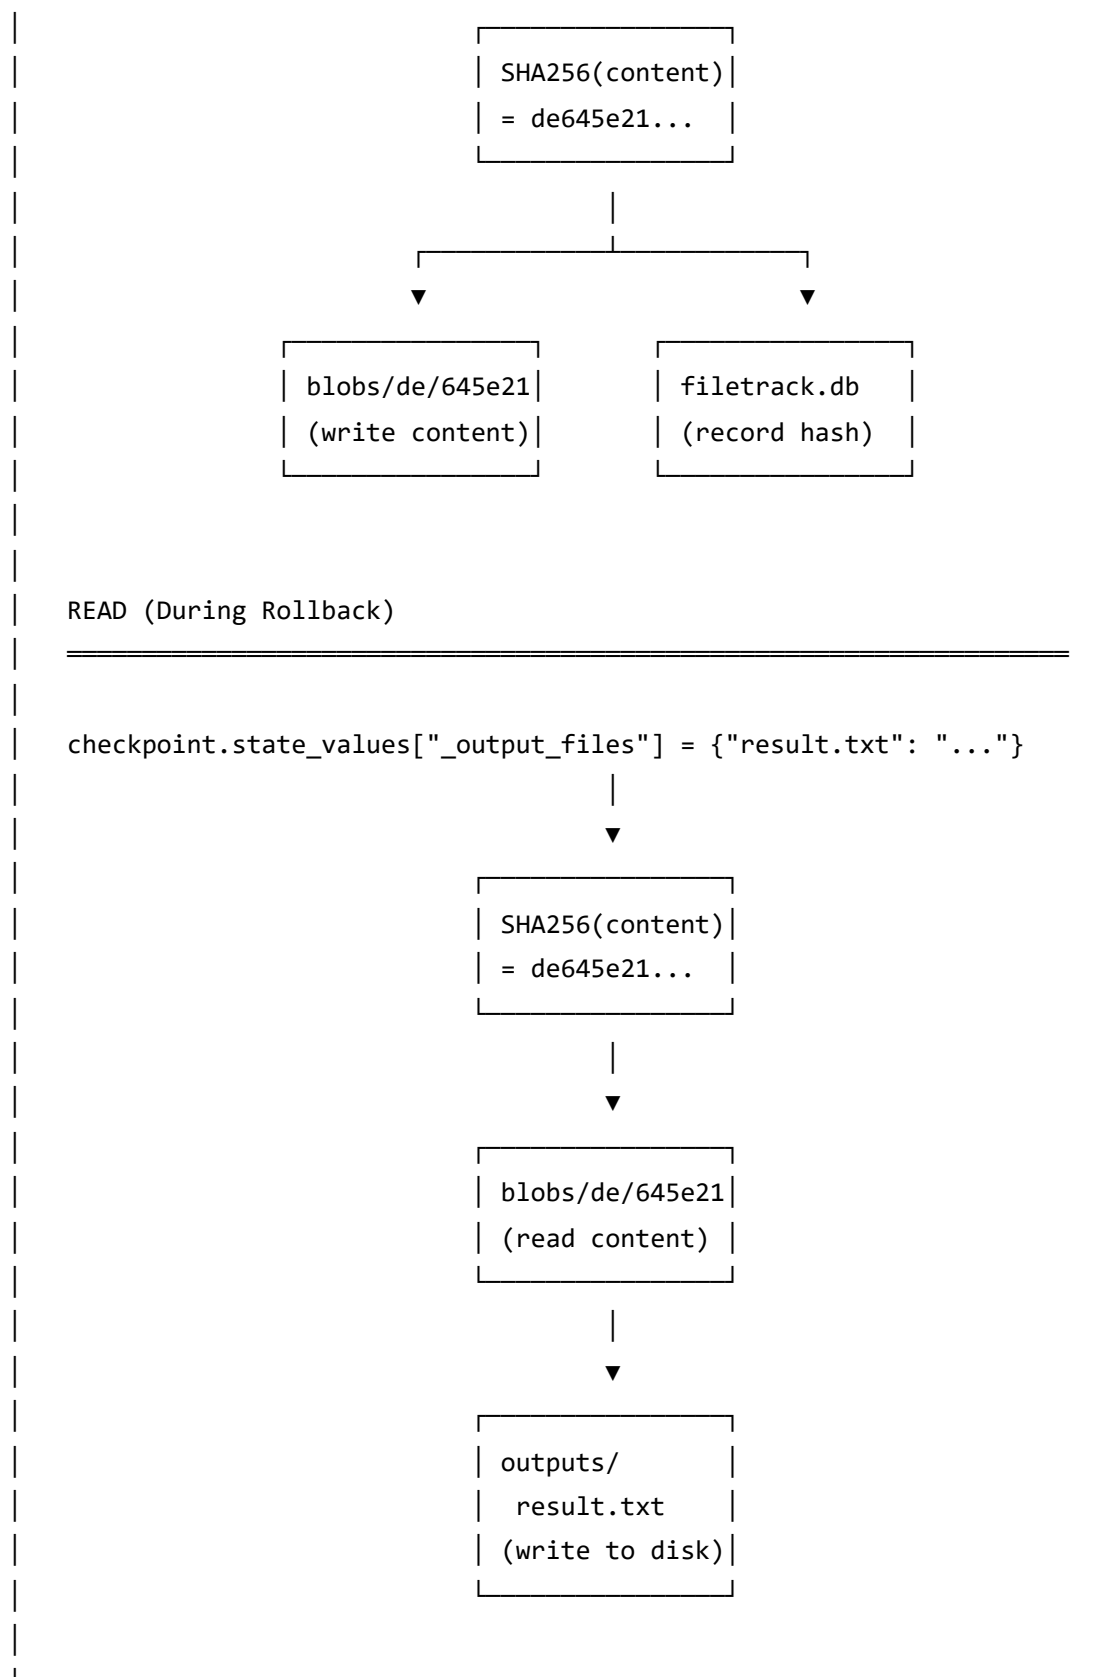 SHA256(content)
= de645e21...
blobs/de/645e21 filetrack.db
(write content) (record hash)
READ (During Rollback)
checkpoint.state_values["_output_files"] = {"result.txt": "..."}
SHA256(content)
= de645e21...
blobs/de/645e21
(read content)
outputs/
result.txt
(write to disk)